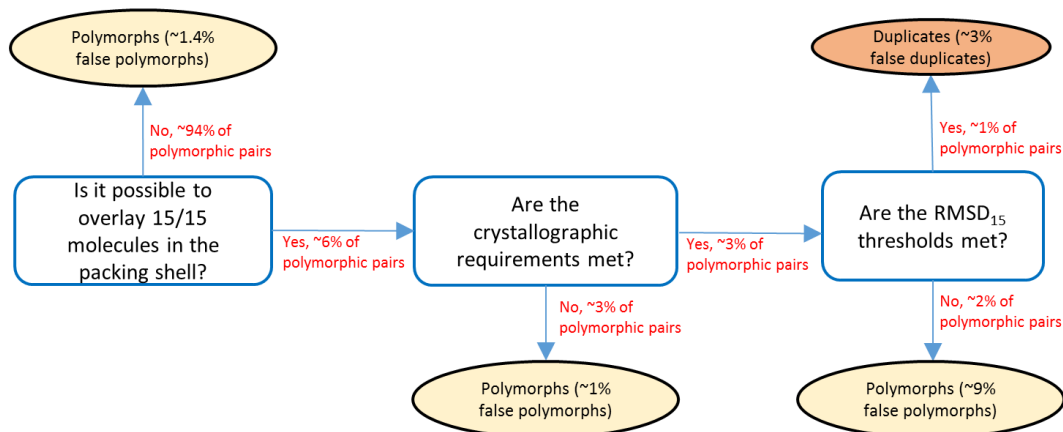 Polymorphs (~1.4%
false polymorphs)
Duplicates (~3%
false duplicates)
No, ~94% of
polymorphic pairs
Yes, ~1% of
polymorphic pairs
Is it possible to
overlay 15/15
molecules in the
packing shell?
Yes, ~6% of
polymorphic pairs
Are the
crystallographic
requirements met?
Yes, ~3% of
polymorphic pairs
Are the RMSD₁₅
thresholds met?
No, ~3% of
polymorphic pairs
No, ~2% of
polymorphic pairs
Polymorphs (~1%
false polymorphs)
Polymorphs (~9%
false polymorphs)